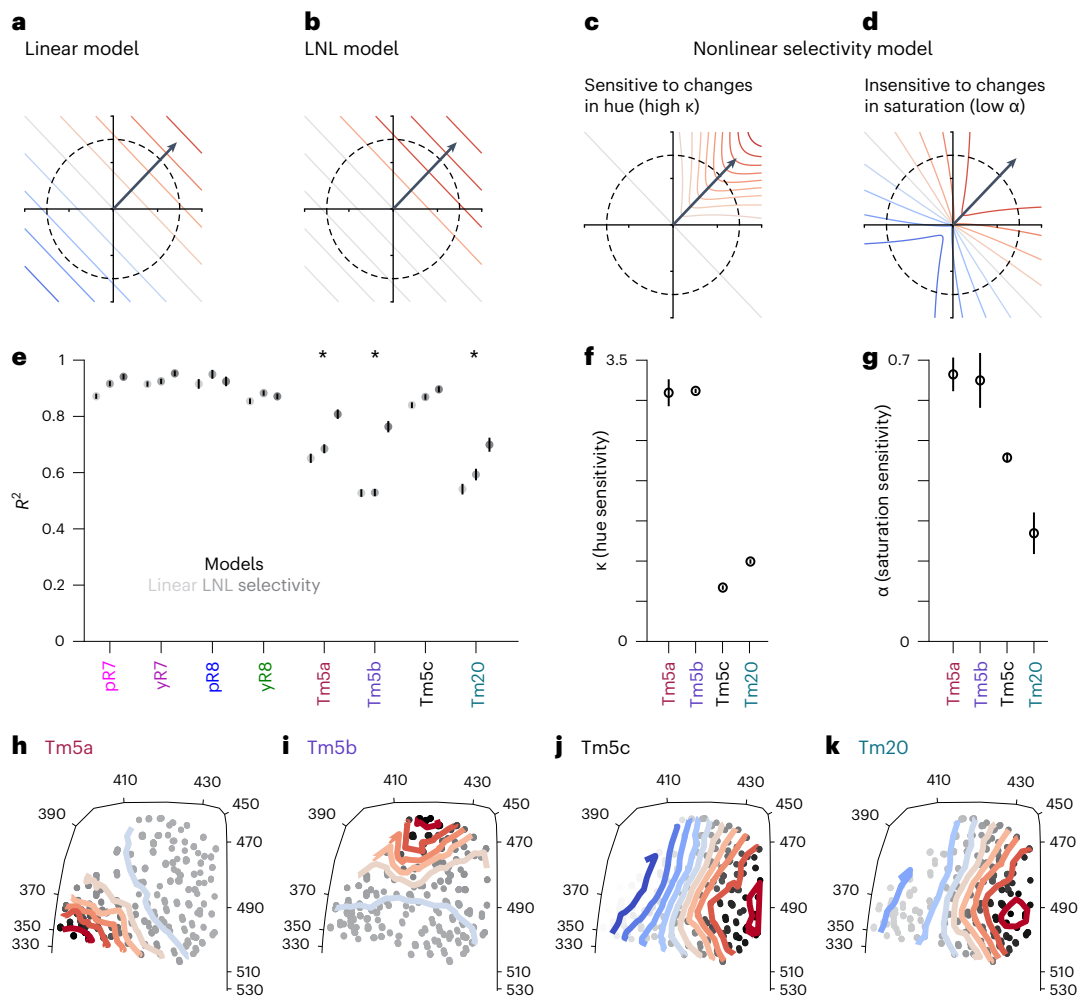 a
Linear model
b
LNL model
c
d
Nonlinear selectivity model
Sensitive to changes
in hue (high κ)
Insensitive to changes
in saturation (low α)
e
R2
1
0.8
0.6
0.4
0.2
0
* * *
Models
Linear LNL selectivity
pR7
yR7
pR8
yR8
Tm5a
Tm5b
Tm5c
Tm20
f
κ (hue sensitivity)
3.5
0
Tm5a
Tm5b
Tm5c
Tm20
g
α (saturation sensitivity)
0.7
0
Tm5a
Tm5b
Tm5c
Tm20
h Tm5a
410 430
390 450
470
370
490
350
330
510
530
i Tm5b
410 430
390 450
470
370
490
350
330
510
530
j Tm5c
410 430
390 450
470
370
490
350
330
510
530
k Tm20
410 430
390 450
470
370
490
350
330
510
530